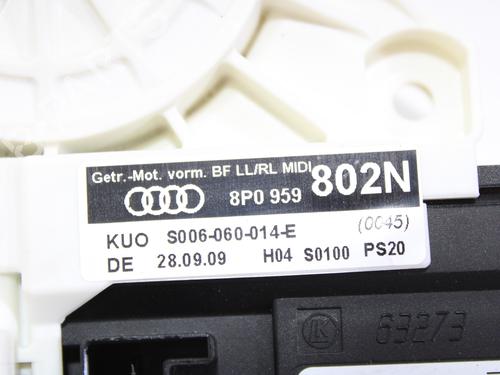 Getr.-Mot. vorm. BF LL/RL MIDI
8P0 959 802N
KUO S006-060-014-E (0045)
DE 28.09.09 H04 S0100 PS20
LK 63273